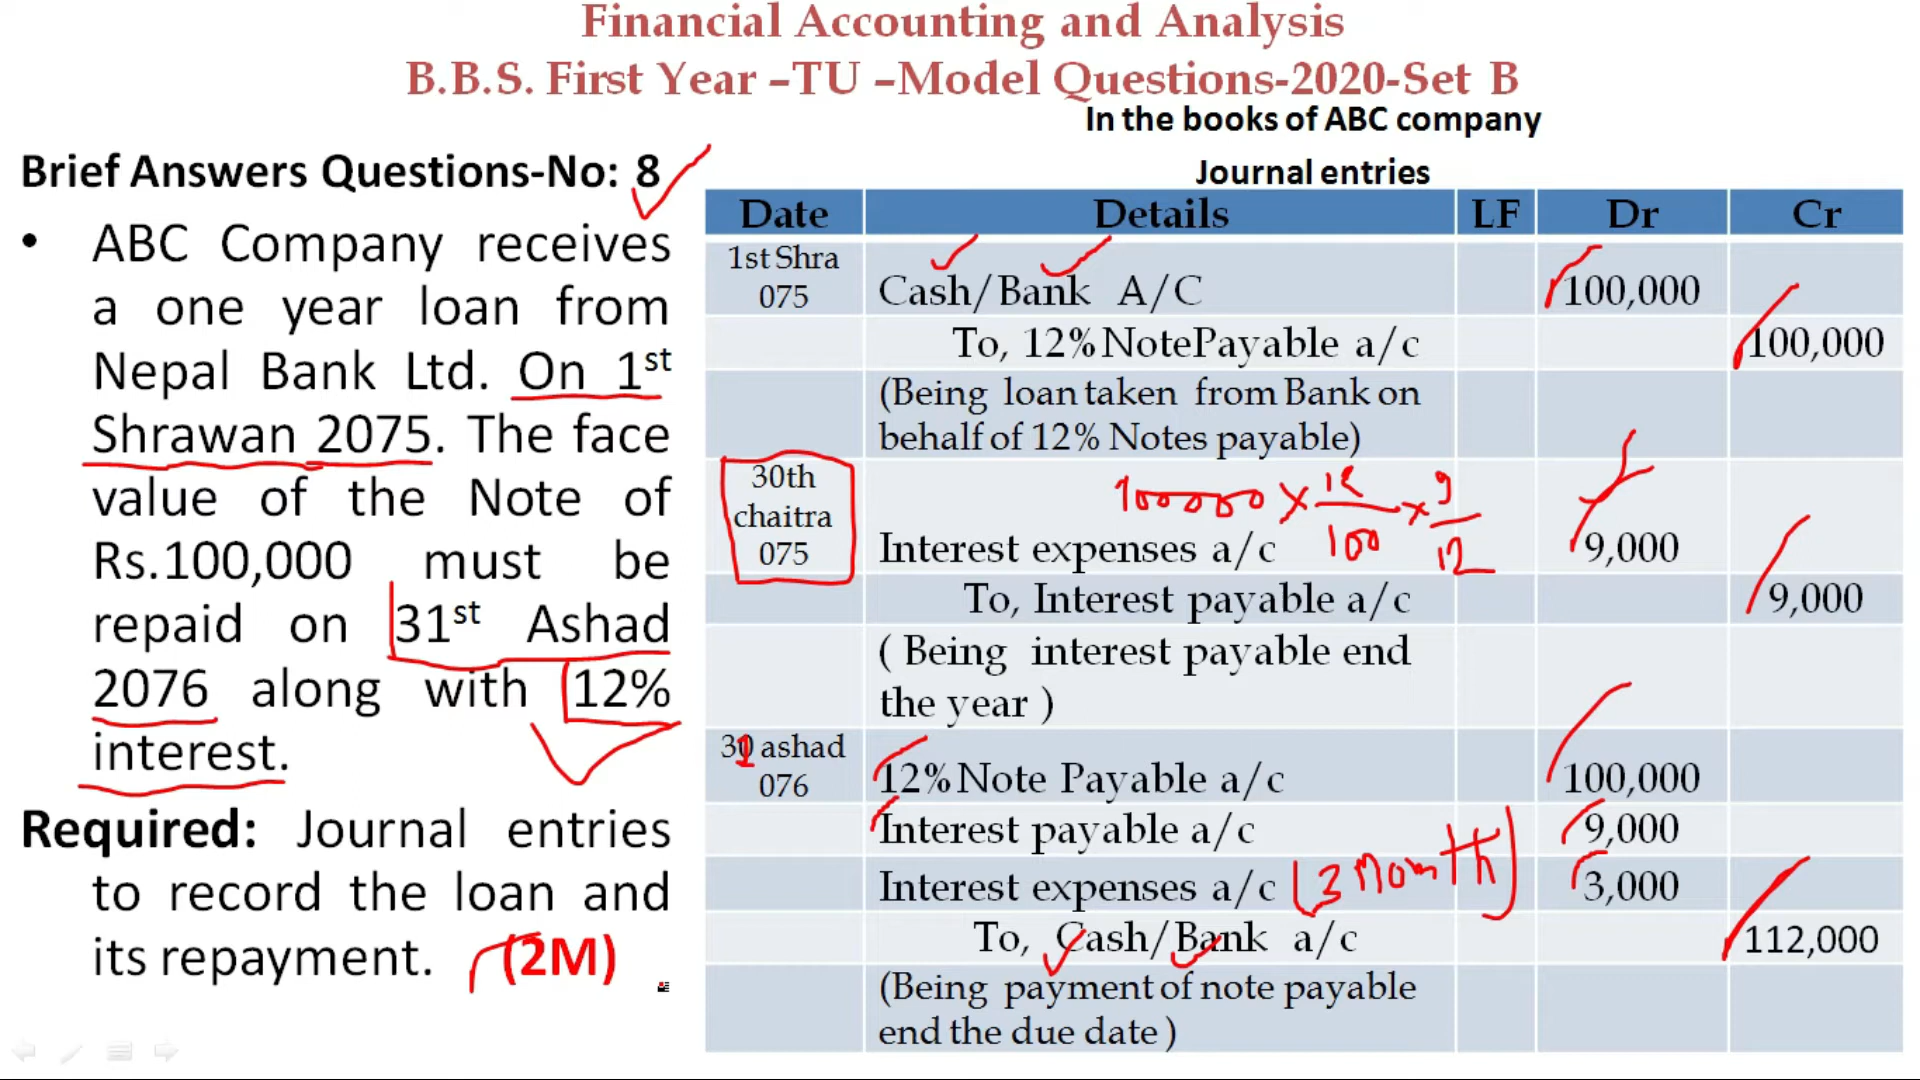 Financial Accounting and Analysis
B.B.S. First Year –TU –Model Questions-2020-Set B
Brief Answers Questions-No: 8
• ABC Company receives
a one year loan from
Nepal Bank Ltd. On 1st
Shrawan 2075. The face
value of the Note of
Rs.100,000 must be
repaid on 31st Ashad
2076 along with 12%
interest.
Required: Journal entries
to record the loan and
its repayment. (2M)
In the books of ABC company
Journal entries
Date Details LF Dr Cr
1st Shra
075 Cash/Bank A/C 100,000
To, 12%NotePayable a/c 100,000
(Being loan taken from Bank on
behalf of 12% Notes payable)
100000 × 12/100 × 9/12
30th
chaitra
075 Interest expenses a/c 9,000
To, Interest payable a/c 9,000
( Being interest payable end
the year )
31 ashad
076 12%Note Payable a/c 100,000
Interest payable a/c 9,000
Interest expenses a/c (3 Month) 3,000
To, Cash/Bank a/c 112,000
(Being payment of note payable
end the due date )